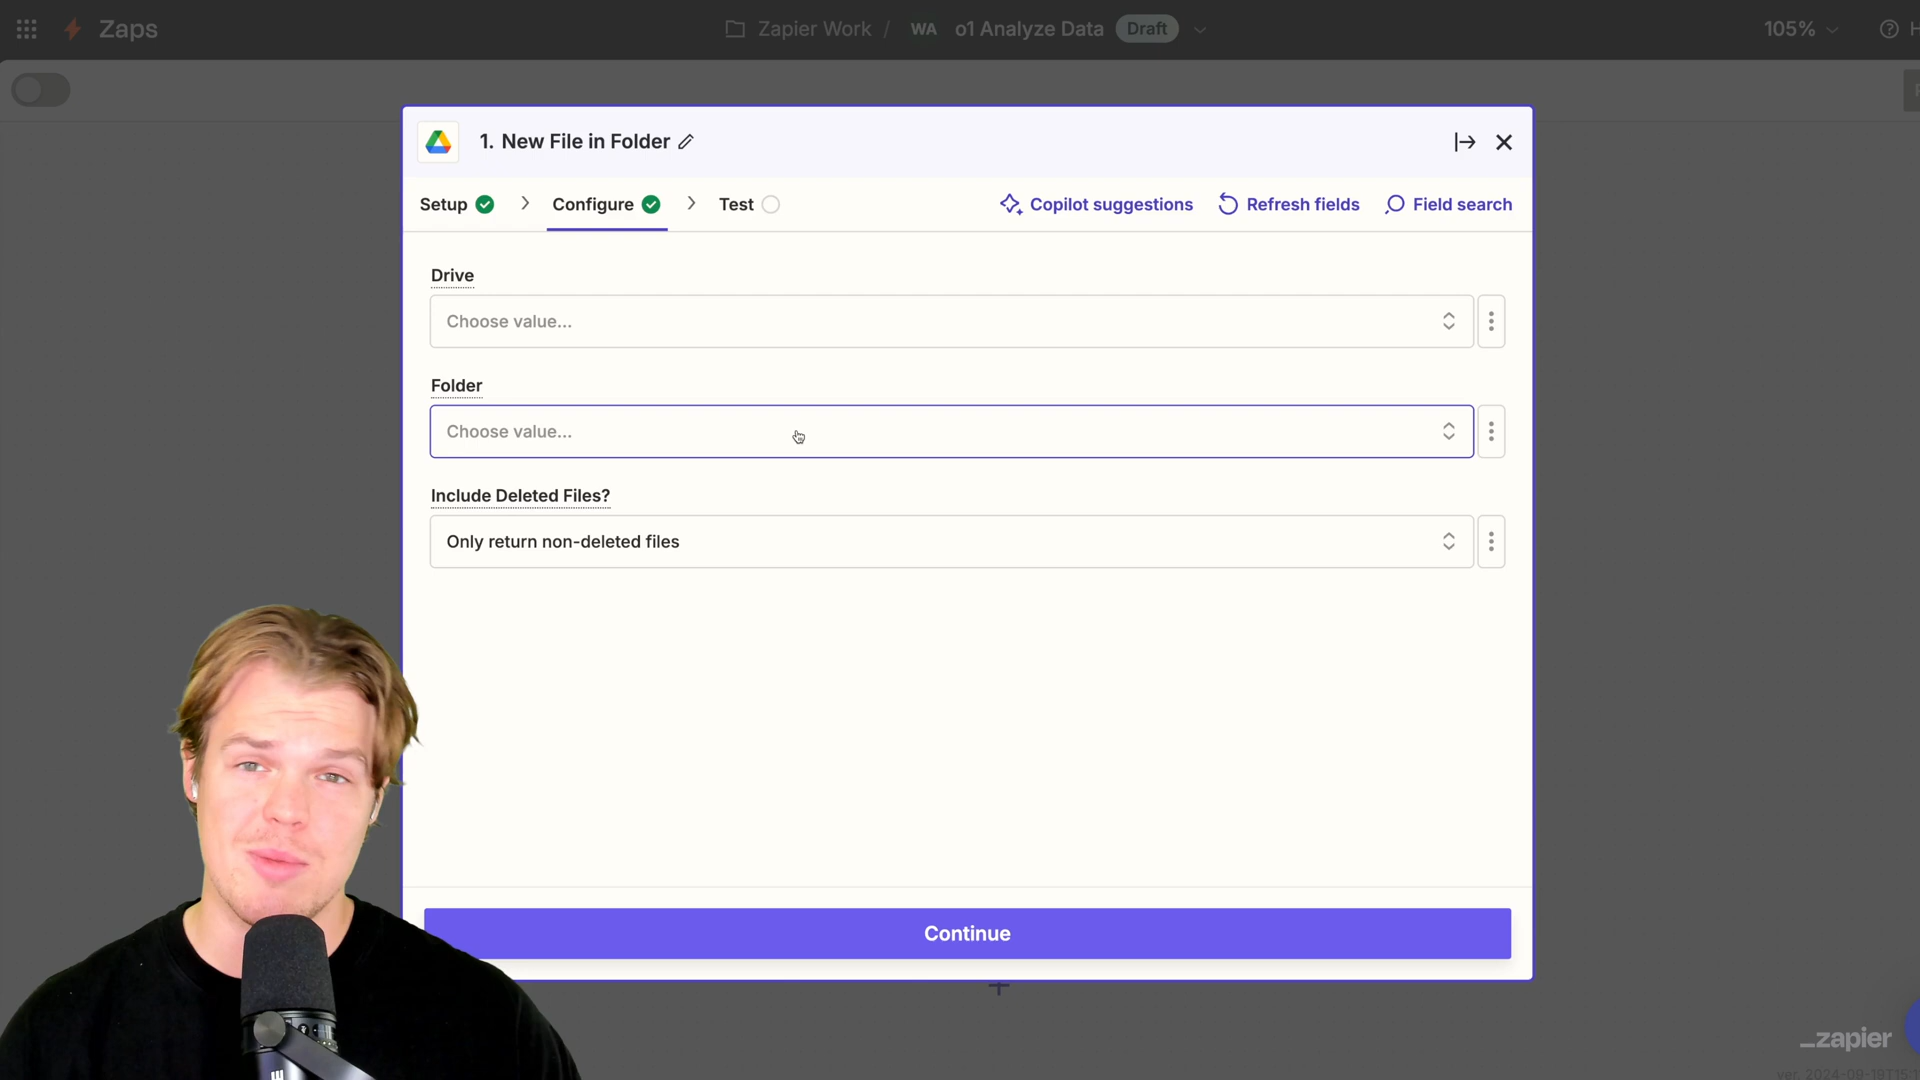 Zaps
Zapier Work / WA o1 Analyze Data Draft
105%
1. New File in Folder
Setup Configure Test
Copilot suggestions Refresh fields Field search
Drive
Choose value...
Folder
Choose value...
Include Deleted Files?
Only return non-deleted files
Continue
_zapier